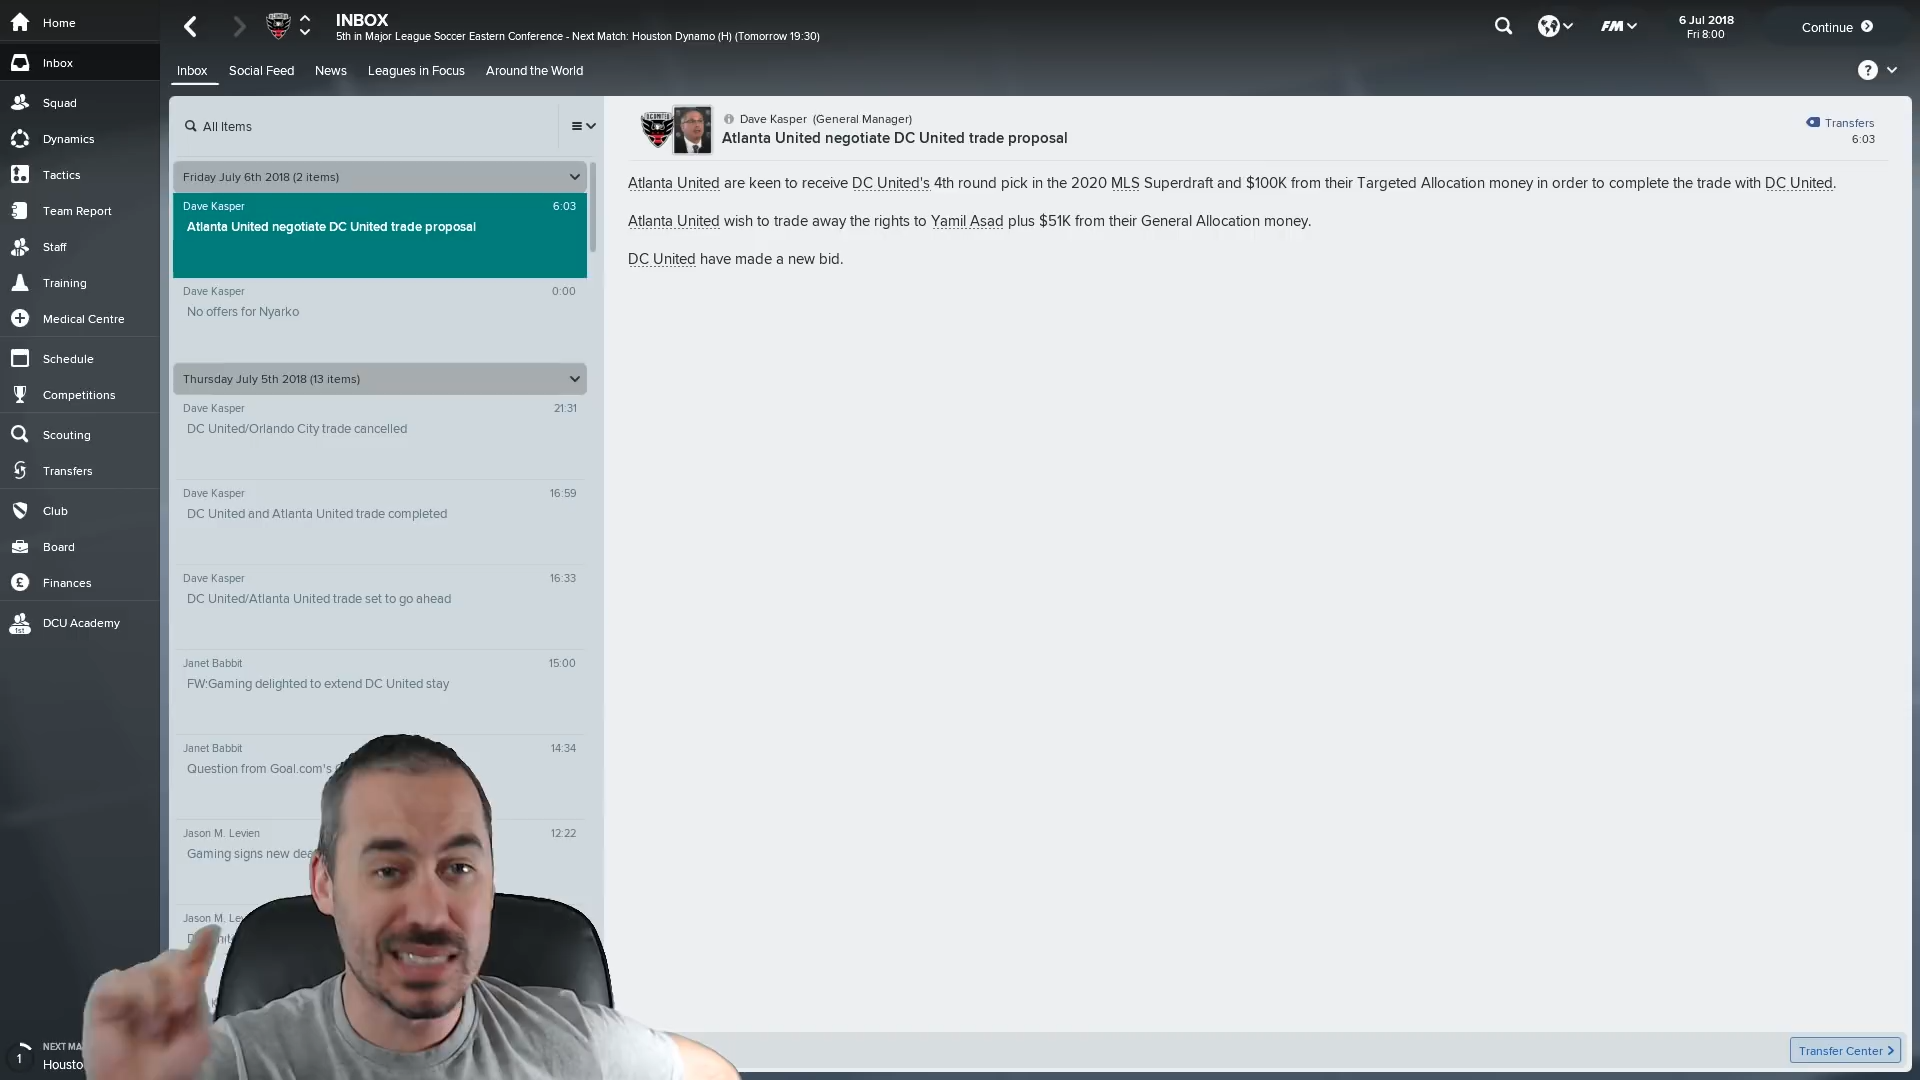 Home
Inbox
Squad
Dynamics
Tactics
Team Report
Staff
Training
Medical Centre
Schedule
Competitions
Scouting
Transfers
Club
Board
Finances
1st
DCU Academy
NEXT MA
1
Housto
INBOX
5th in Major League Soccer Eastern Conference - Next Match: Houston Dynamo (H) (Tomorrow 19:30)
FM
6 Jul 2018
Fri 8:00
Continue
Inbox Social Feed News Leagues in Focus Around the World
?
All Items
Friday July 6th 2018 (2 items)
Dave Kasper 6:03
Atlanta United negotiate DC United trade proposal
Dave Kasper 0:00
No offers for Nyarko
Thursday July 5th 2018 (13 items)
Dave Kasper 21:31
DC United/Orlando City trade cancelled
Dave Kasper 16:59
DC United and Atlanta United trade completed
Dave Kasper 16:33
DC United/Atlanta United trade set to go ahead
Janet Babbit 15:00
FW:Gaming delighted to extend DC United stay
Janet Babbit 14:34
Question from Goal.com's
Jason M. Levien 12:22
Gaming signs new dea
Jason M. Le
Dave Kasper (General Manager)
Atlanta United negotiate DC United trade proposal
Transfers
6:03
Atlanta United are keen to receive DC United's 4th round pick in the 2020 MLS Superdraft and $100K from their Targeted Allocation money in order to complete the trade with DC United.
Atlanta United wish to trade away the rights to Yamil Asad plus $51K from their General Allocation money.
DC United have made a new bid.
Transfer Center